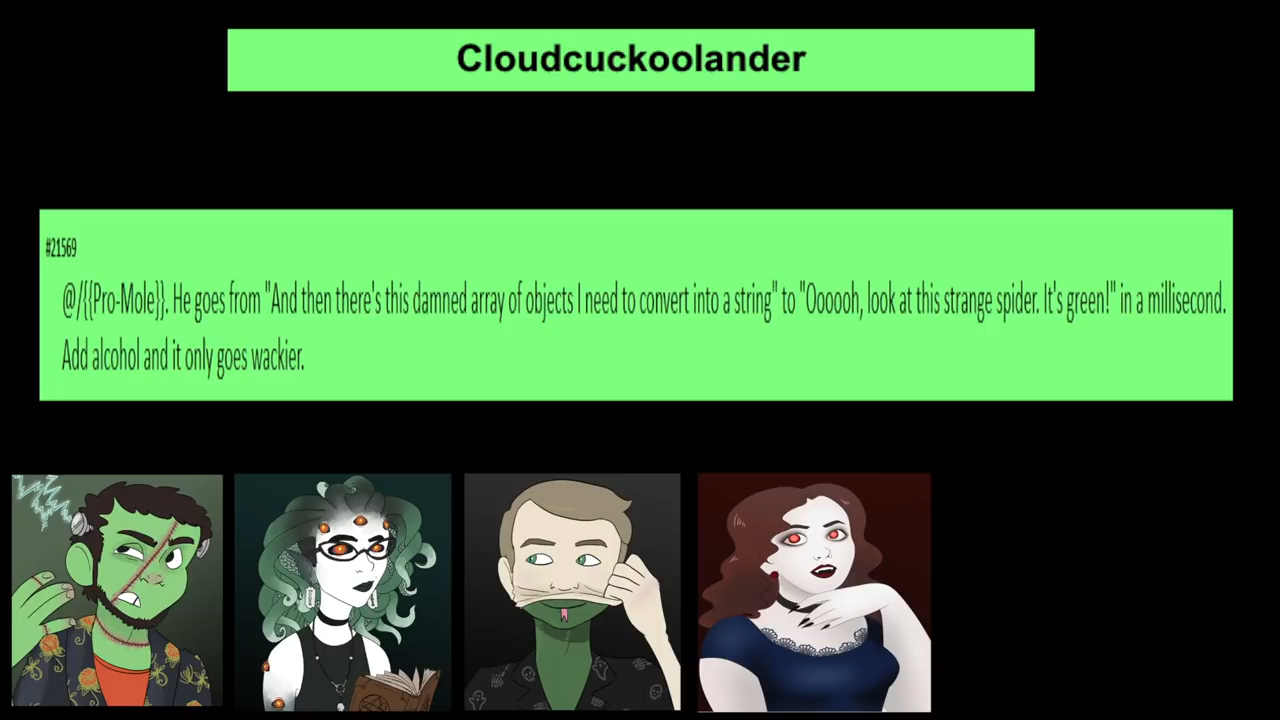 Cloudcuckoolander
#21569
@/{{Pro-Mole}}. He goes from "And then there's this damned array of objects I need to convert into a string" to "Oooooh, look at this strange spider. It's green!" in a millisecond.
Add alcohol and it only goes wackier.